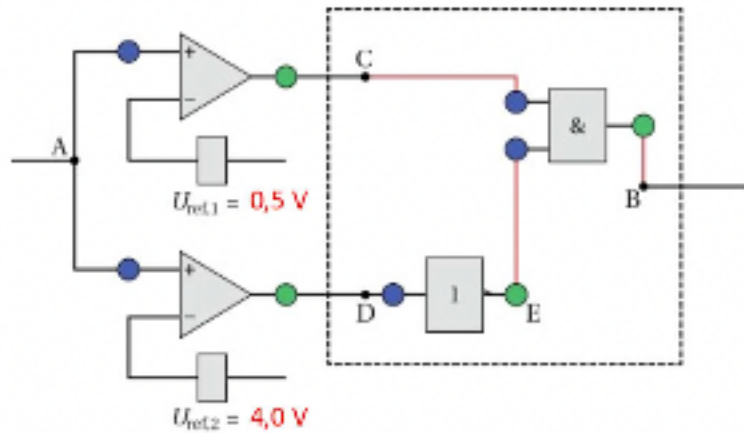 C
+
−
&
A
U_ref,1 = 0,5 V
B
+
−
D
1
E
U_ref,2 = 4,0 V